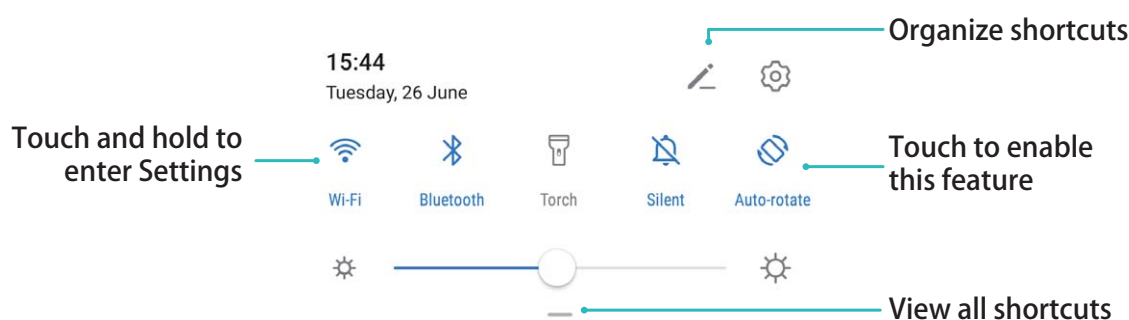 Organize shortcuts
15:44
Tuesday, 26 June
Touch and hold to
enter Settings
Touch to enable
this feature
Wi-Fi
Bluetooth
Torch
Silent
Auto-rotate
View all shortcuts